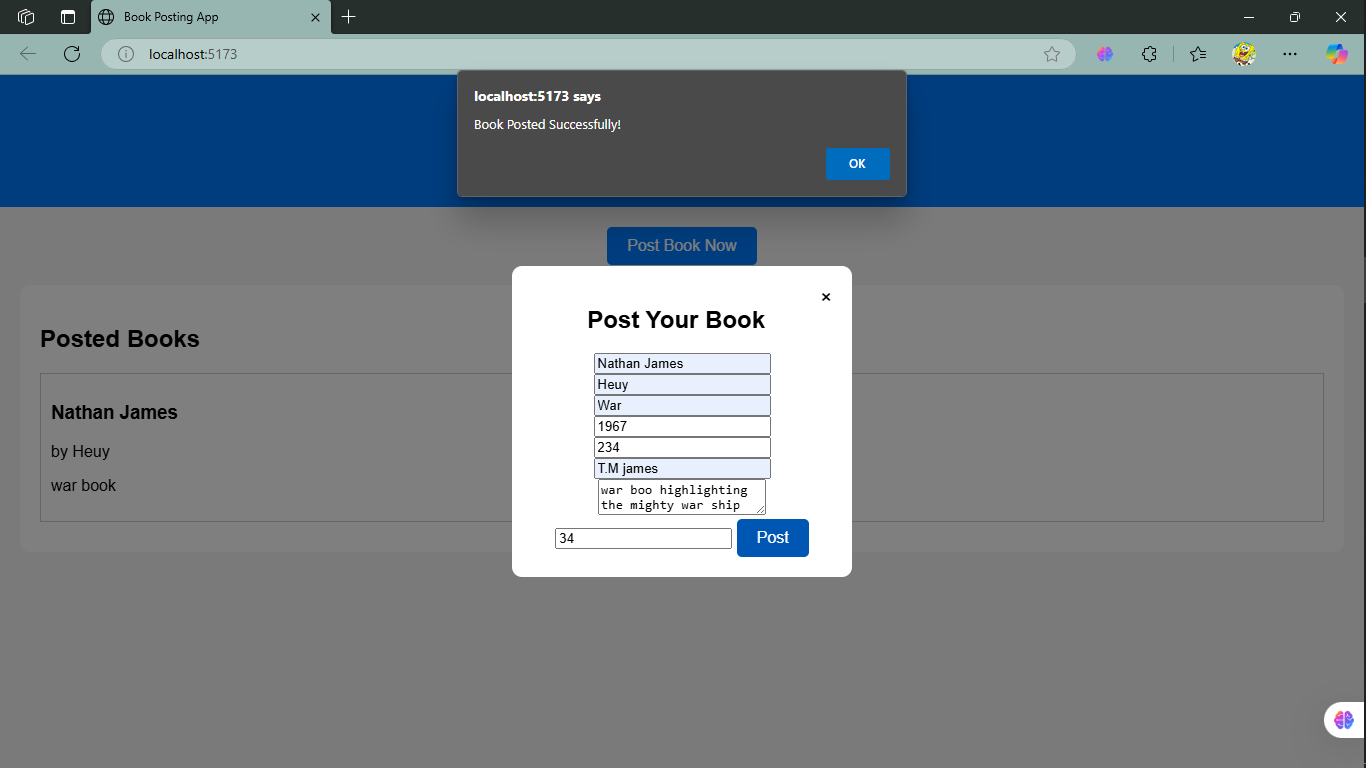 Book Posting App
localhost:5173
localhost:5173 says
Book Posted Successfully!
OK
Post Book Now
Post Your Book
Nathan James
Heuy
War
1967
234
T.M james
war boo highlighting
the mighty war ship
34
Post
Posted Books
Nathan James
by Heuy
war book